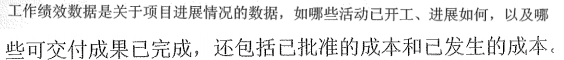 工作绩效数据是关于项目进展情况的数据，如哪些活动已开工、进展如何，以及哪
些可交付成果已完成，还包括已批准的成本和已发生的成本。